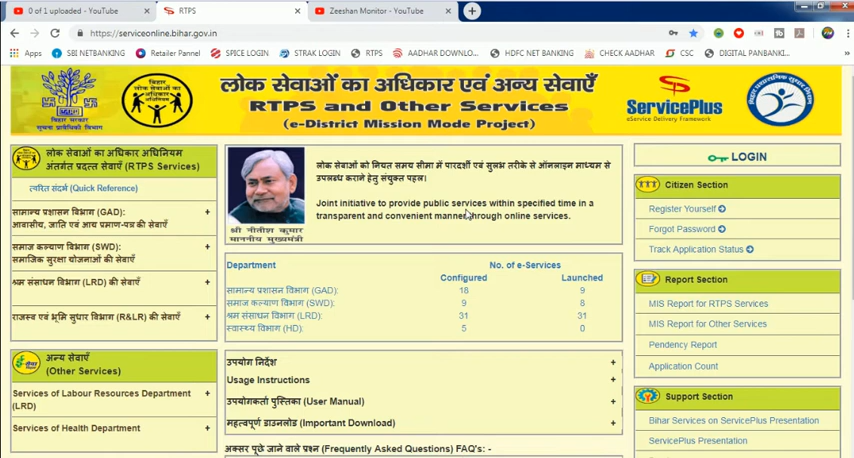 0 of 1 uploaded - YouTube
RTPS
Zeeshan Monitor - YouTube
https://serviceonline.bihar.gov.in
Apps
SBI NETBANKING
Retailer Pannel
SPICE LOGIN
STRAK LOGIN
RTPS
AADHAR DOWNLO...
HDFC NET BANKING
CHECK AADHAR
CSC
DIGITAL PANBANKI...
लोक सेवाओं का अधिकार एवं अन्य सेवाएँ
RTPS and Other Services
(e-District Mission Mode Project)
ServicePlus
eService Delivery Framework
लोक सेवाओं का अधिकार अधिनियम
अंतर्गत प्रदत्त सेवाएँ (RTPS Services)
त्वरित संदर्भ (Quick Reference)
सामान्य प्रशासन विभाग (GAD):
आवासीय, जाति एवं आय प्रमाण-पत्र की सेवाएँ
+
समाज कल्याण विभाग (SWD):
सामाजिक सुरक्षा योजनाओं की सेवाएँ
+
श्रम संसाधन विभाग (LRD) की सेवाएँ
+
राजस्व एवं भूमि सुधार विभाग (R&LR) की सेवाएँ
+
अन्य सेवाएँ
(Other Services)
Services of Labour Resources Department
(LRD)
+
Services of Health Department
+
श्री नीतीश कुमार
माननीय मुख्यमंत्री
लोक सेवाओं को नियत समय सीमा में पारदर्शी एवं सुलभ तरीके से ऑनलाइन माध्यम से
उपलब्ध कराने हेतु संयुक्त पहल।
Joint initiative to provide public services within specified time in a
transparent and convenient manner through online services.
Department
No. of e-Services
Configured
Launched
सामान्य प्रशासन विभाग (GAD):
18
9
समाज कल्याण विभाग (SWD):
9
8
श्रम संसाधन विभाग (LRD):
31
31
स्वास्थ्य विभाग (HD):
5
0
उपयोग निर्देश
+
Usage Instructions
+
उपयोगकर्ता पुस्तिका (User Manual)
+
महत्वपूर्ण डाउनलोड (Important Download)
+
अक्सर पूछे जाने वाले प्रश्न (Frequently Asked Questions) FAQ's: -
LOGIN
Citizen Section
Register Yourself
Forgot Password
Track Application Status
Report Section
MIS Report for RTPS Services
MIS Report for Other Services
Pendency Report
Application Count
Support Section
Bihar Services on ServicePlus Presentation
ServicePlus Presentation